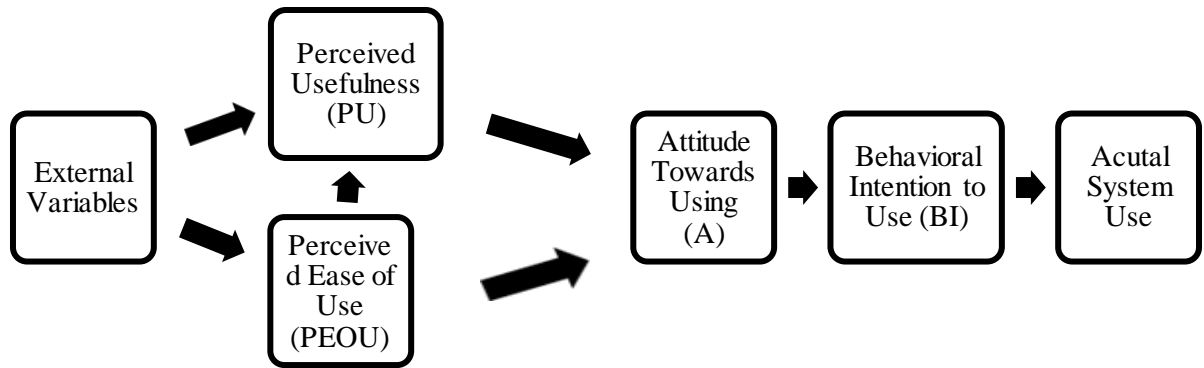 External
Variables
Perceived
Usefulness
(PU)
Perceive
d Ease of
Use
(PEOU)
Attitude
Towards
Using
(A)
Behavioral
Intention to
Use (BI)
Acutal
System
Use